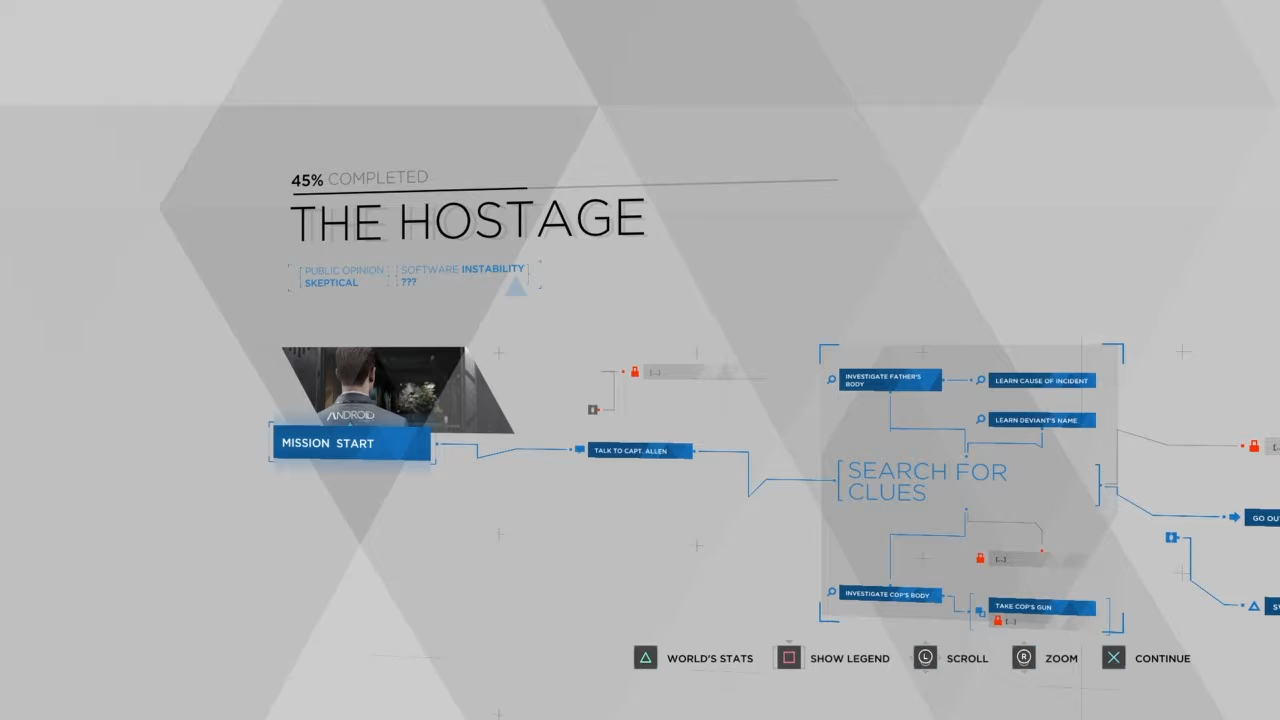 45% COMPLETED
THE HOSTAGE
PUBLIC OPINION
SKEPTICAL
SOFTWARE INSTABILITY
???
ANDROID
MISSION START
[...]
TALK TO CAPT. ALLEN
INVESTIGATE FATHER'S
BODY
LEARN CAUSE OF INCIDENT
LEARN DEVIANT'S NAME
SEARCH FOR
CLUES
[...]
INVESTIGATE COP'S BODY
TAKE COP'S GUN
[...]
GO OU
L
R
WORLD'S STATS
SHOW LEGEND
SCROLL
ZOOM
CONTINUE